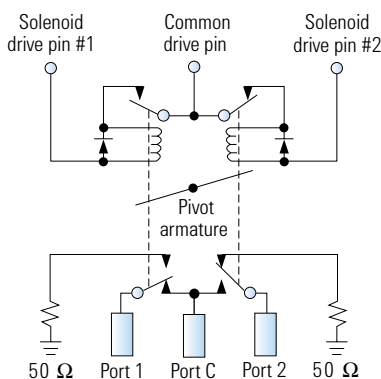 Solenoid
drive pin #1
Common
drive pin
Solenoid
drive pin #2
Pivot
armature
50 Ω
Port 1
Port C
Port 2
50 Ω